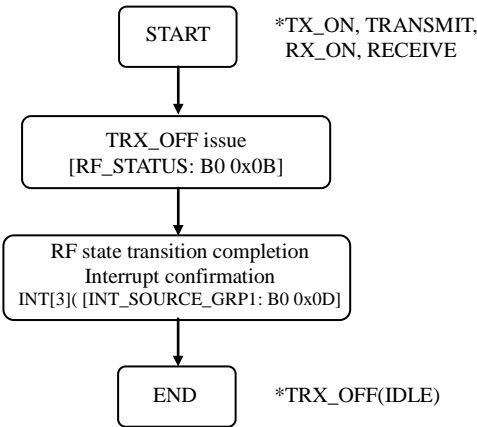 START
*TX_ON, TRANSMIT,
RX_ON, RECEIVE
TRX_OFF issue
[RF_STATUS: B0 0x0B]
RF state transition completion
Interrupt confirmation
INT[3]( [INT_SOURCE_GRP1: B0 0x0D]
END
*TRX_OFF(IDLE)